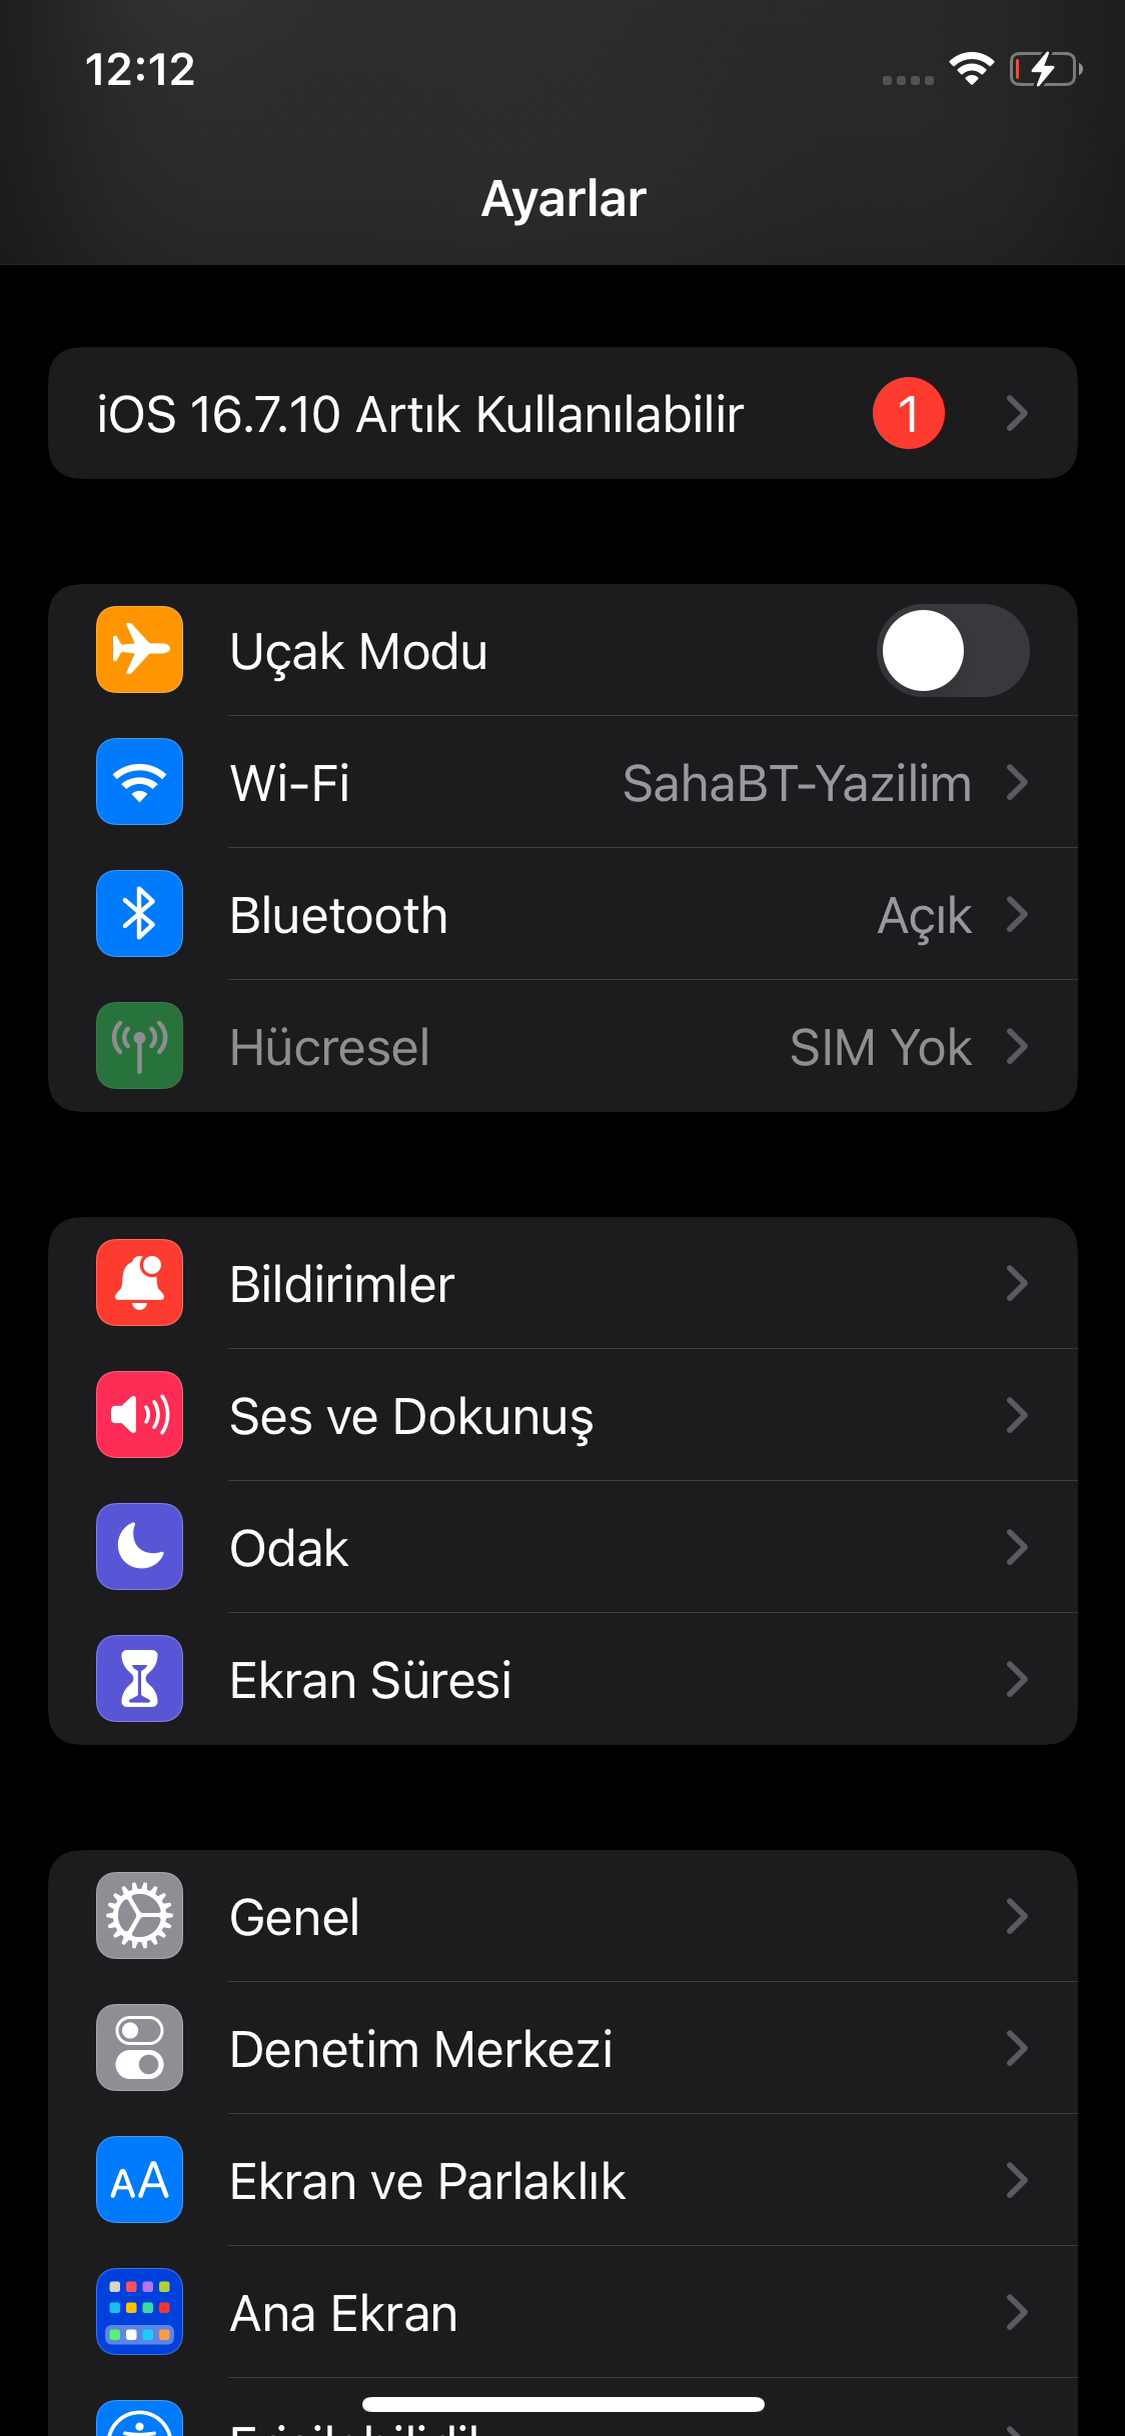 12:12
Ayarlar
iOS 16.7.10 Artık Kullanılabilir 1
Uçak Modu
Wi-Fi SahaBT-Yazilim
Bluetooth Açık
Hücresel SIM Yok
Bildirimler
Ses ve Dokunuş
Odak
Ekran Süresi
Genel
Denetim Merkezi
AA Ekran ve Parlaklık
Ana Ekran